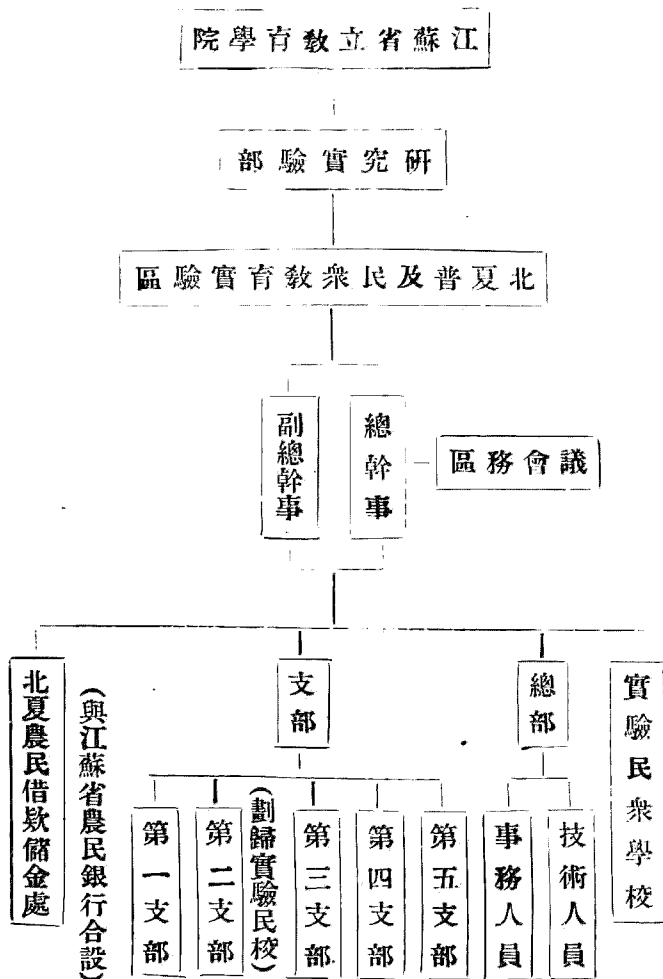 江蘇省立敎育學院
硏究實驗部
北夏普及民衆敎育實驗區
總幹事
副總幹事
區務會議
實驗民衆學校
總部
技術人員
事務人員
支部
第五支部
第四支部
第三支部
(劃歸實驗民校)
第二支部
第一支部
(與江蘇省農民銀行合設)
北夏農民借欵儲金處